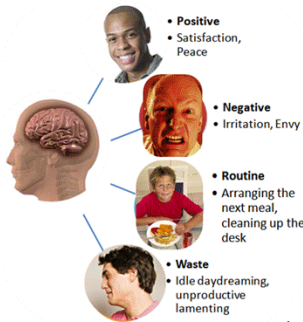 • Positive
• Satisfaction,
Peace
• Negative
• Irritation, Envy
• Routine
• Arranging the
next meal,
cleaning up the
desk
• Waste
• Idle daydreaming,
unproductive
lamenting